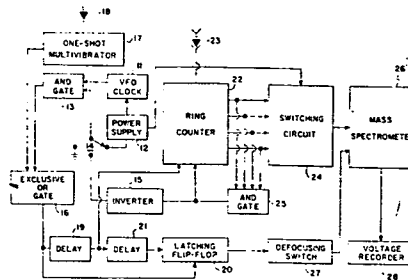 18
ONE-SHOT
MULTIVIBRATOR
17
23
26
11
AND
GATE
13
VFO
CLOCK
22
RING
COUNTER
SWITCHING
CIRCUIT
24
MASS
SPECTROMETE
POWER
SUPPLY
12
14
EXCLUSIVE
OR
GATE
16
15
INVERTER
AND
GATE
25
19
DELAY
21
DELAY
LATCHING
FLIP-FLOP
20
DEFOCUSING
SWITCH
27
VOLTAGE
RECORDER
28